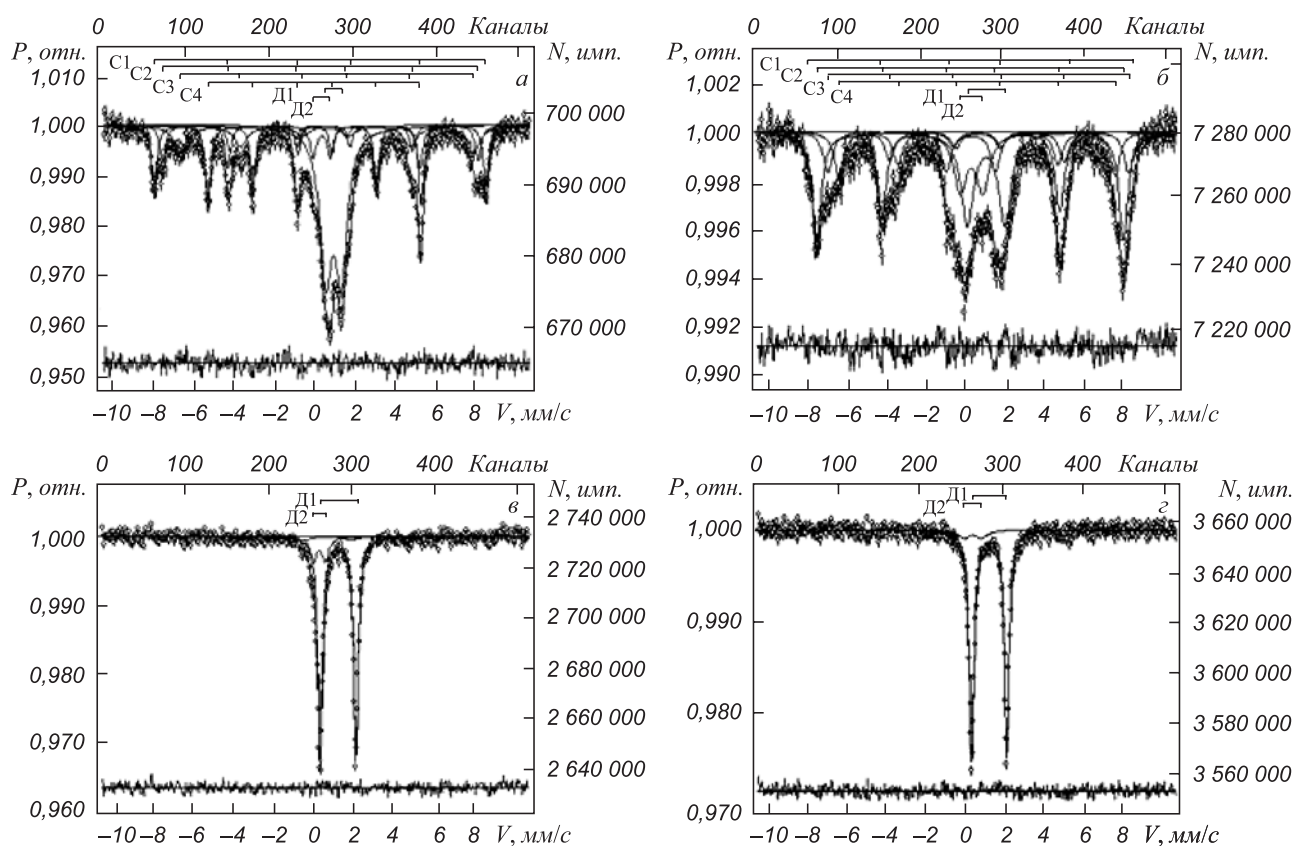 0 100 200 300 400 Каналы
P, отн. N, имп.
C1
C2
C3
C4
Д1
Д2
а
1,010
1,000
0,990
0,980
0,970
0,960
0,950
700 000
690 000
680 000
670 000
–10 –8 –6 –4 –2 0 2 4 6 8 V, мм/с
0 100 200 300 400 Каналы
P, отн. N, имп.
C1
C2
C3
C4
Д1
Д2
б
1,002
1,000
0,998
0,996
0,994
0,992
0,990
7 280 000
7 260 000
7 240 000
7 220 000
–10 –8 –6 –4 –2 0 2 4 6 8 V, мм/с
0 100 200 300 400 Каналы
P, отн. N, имп.
Д1
Д2
в
1,000
0,990
0,980
0,970
0,960
2 740 000
2 720 000
2 700 000
2 680 000
2 660 000
2 640 000
–10 –8 –6 –4 –2 0 2 4 6 8 V, мм/с
0 100 200 300 400 Каналы
P, отн. N, имп.
Д1
Д2
г
1,000
0,990
0,980
0,970
3 660 000
3 640 000
3 620 000
3 600 000
3 580 000
3 560 000
–10 –8 –6 –4 –2 0 2 4 6 8 V, мм/с